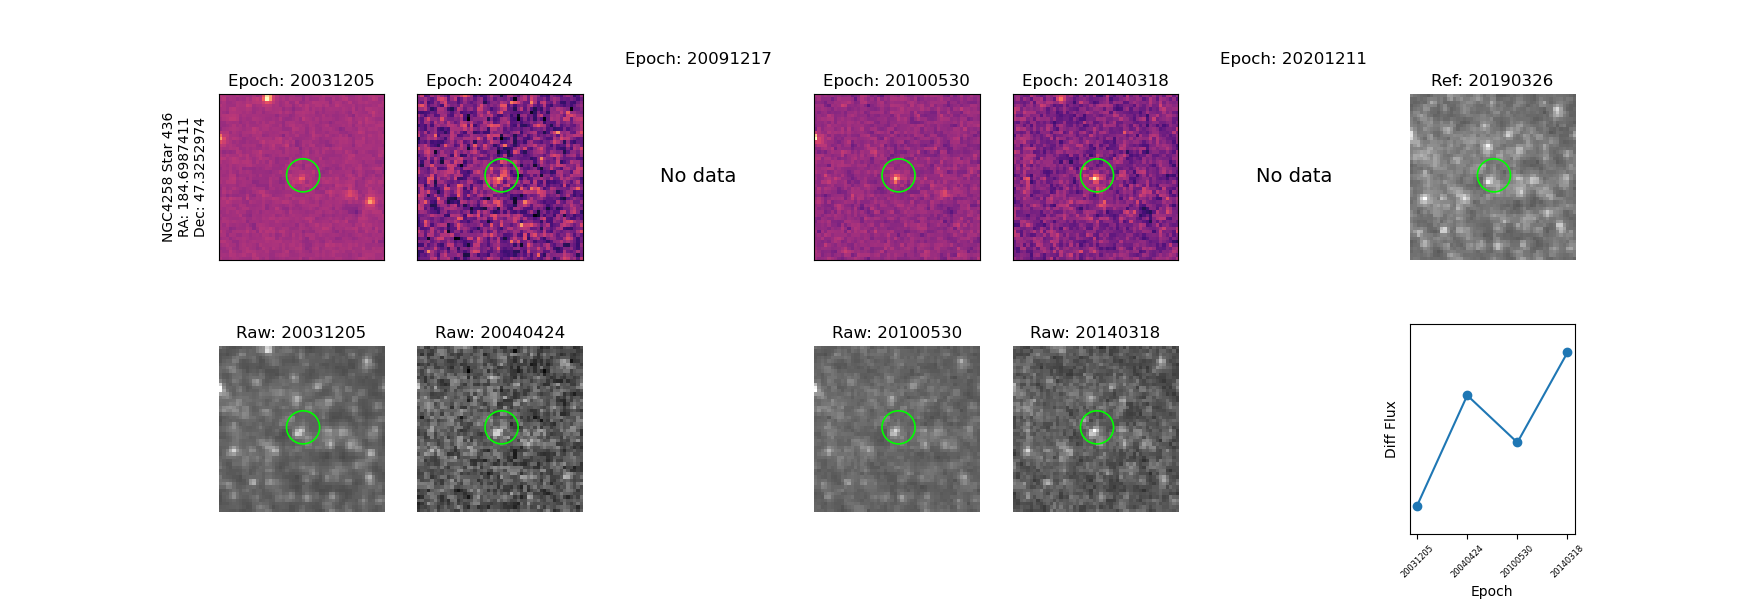 Epoch: 20091217
Epoch: 20201211
Epoch: 20031205
Epoch: 20040424
Epoch: 20100530
Epoch: 20140318
Ref: 20190326
NGC4258 Star 436
RA: 184.6987411
Dec: 47.3252974
No data
No data
Raw: 20031205
Raw: 20040424
Raw: 20100530
Raw: 20140318
Diff Flux
20031205
20040424
20100530
20140318
Epoch